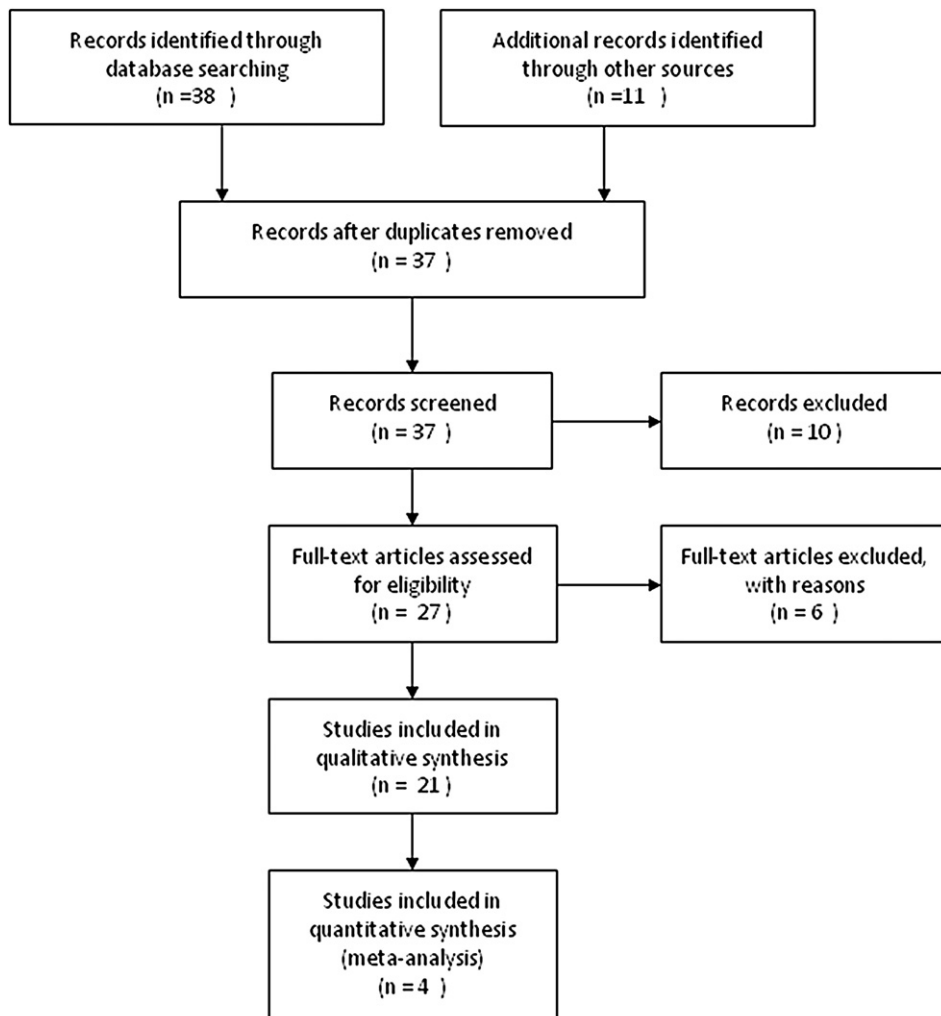 Records identified through
database searching
(n =38 )
Additional records identified
through other sources
(n =11 )
Records after duplicates removed
(n = 37 )
Records screened
(n = 37 )
Records excluded
(n = 10 )
Full-text articles assessed
for eligibility
(n = 27 )
Full-text articles excluded,
with reasons
(n = 6 )
Studies included in
qualitative synthesis
(n = 21 )
Studies included in
quantitative synthesis
(meta-analysis)
(n = 4 )